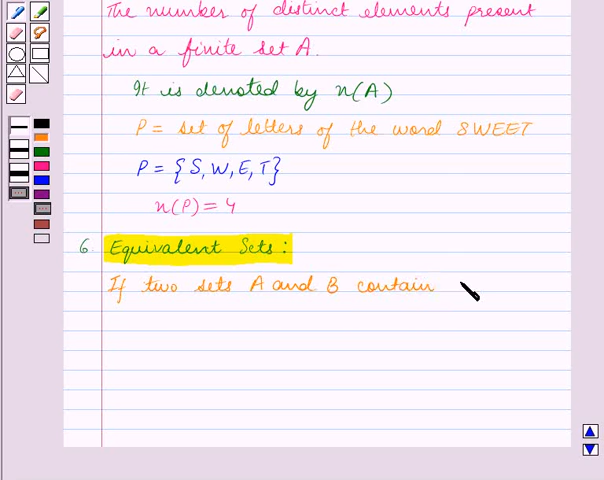 The number of distinct elements present
in a finite set A.
It is denoted by n(A)
P = set of letters of the word SWEET
P = {S, W, E, T}
n(P) = 4
6. Equivalent Sets:
If two sets A and B contain